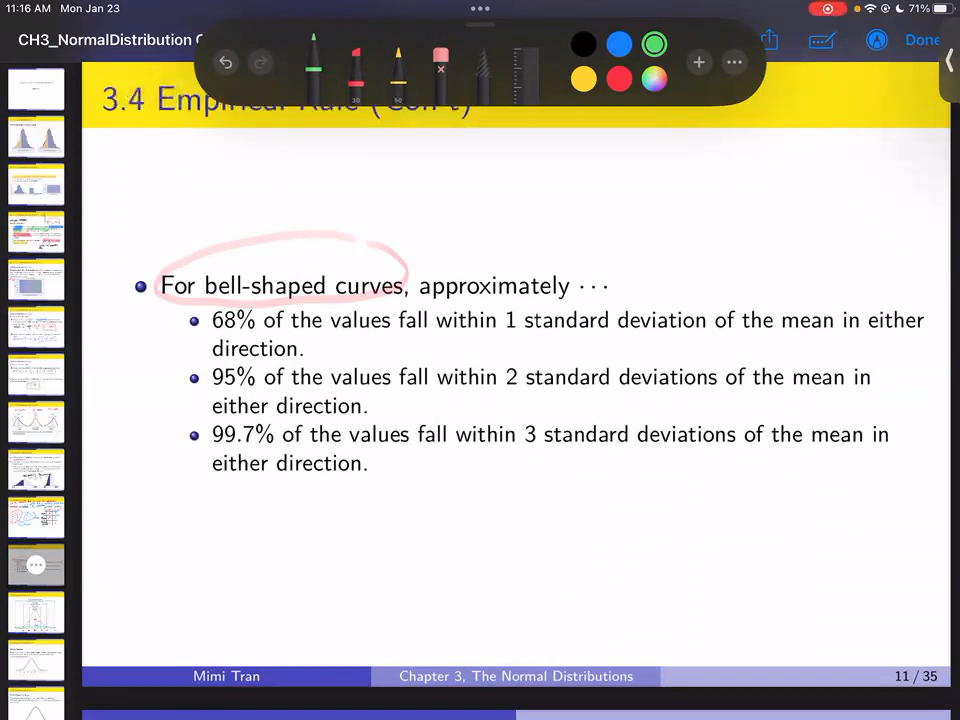 11:16 AM Mon Jan 23
71%
CH3_NormalDistribution
Done
3.4 Empirical Rule (Con't)
For bell-shaped curves, approximately ···
68% of the values fall within 1 standard deviation of the mean in either
direction.
95% of the values fall within 2 standard deviations of the mean in
either direction.
99.7% of the values fall within 3 standard deviations of the mean in
either direction.
Mimi Tran
Chapter 3, The Normal Distributions
11 / 35